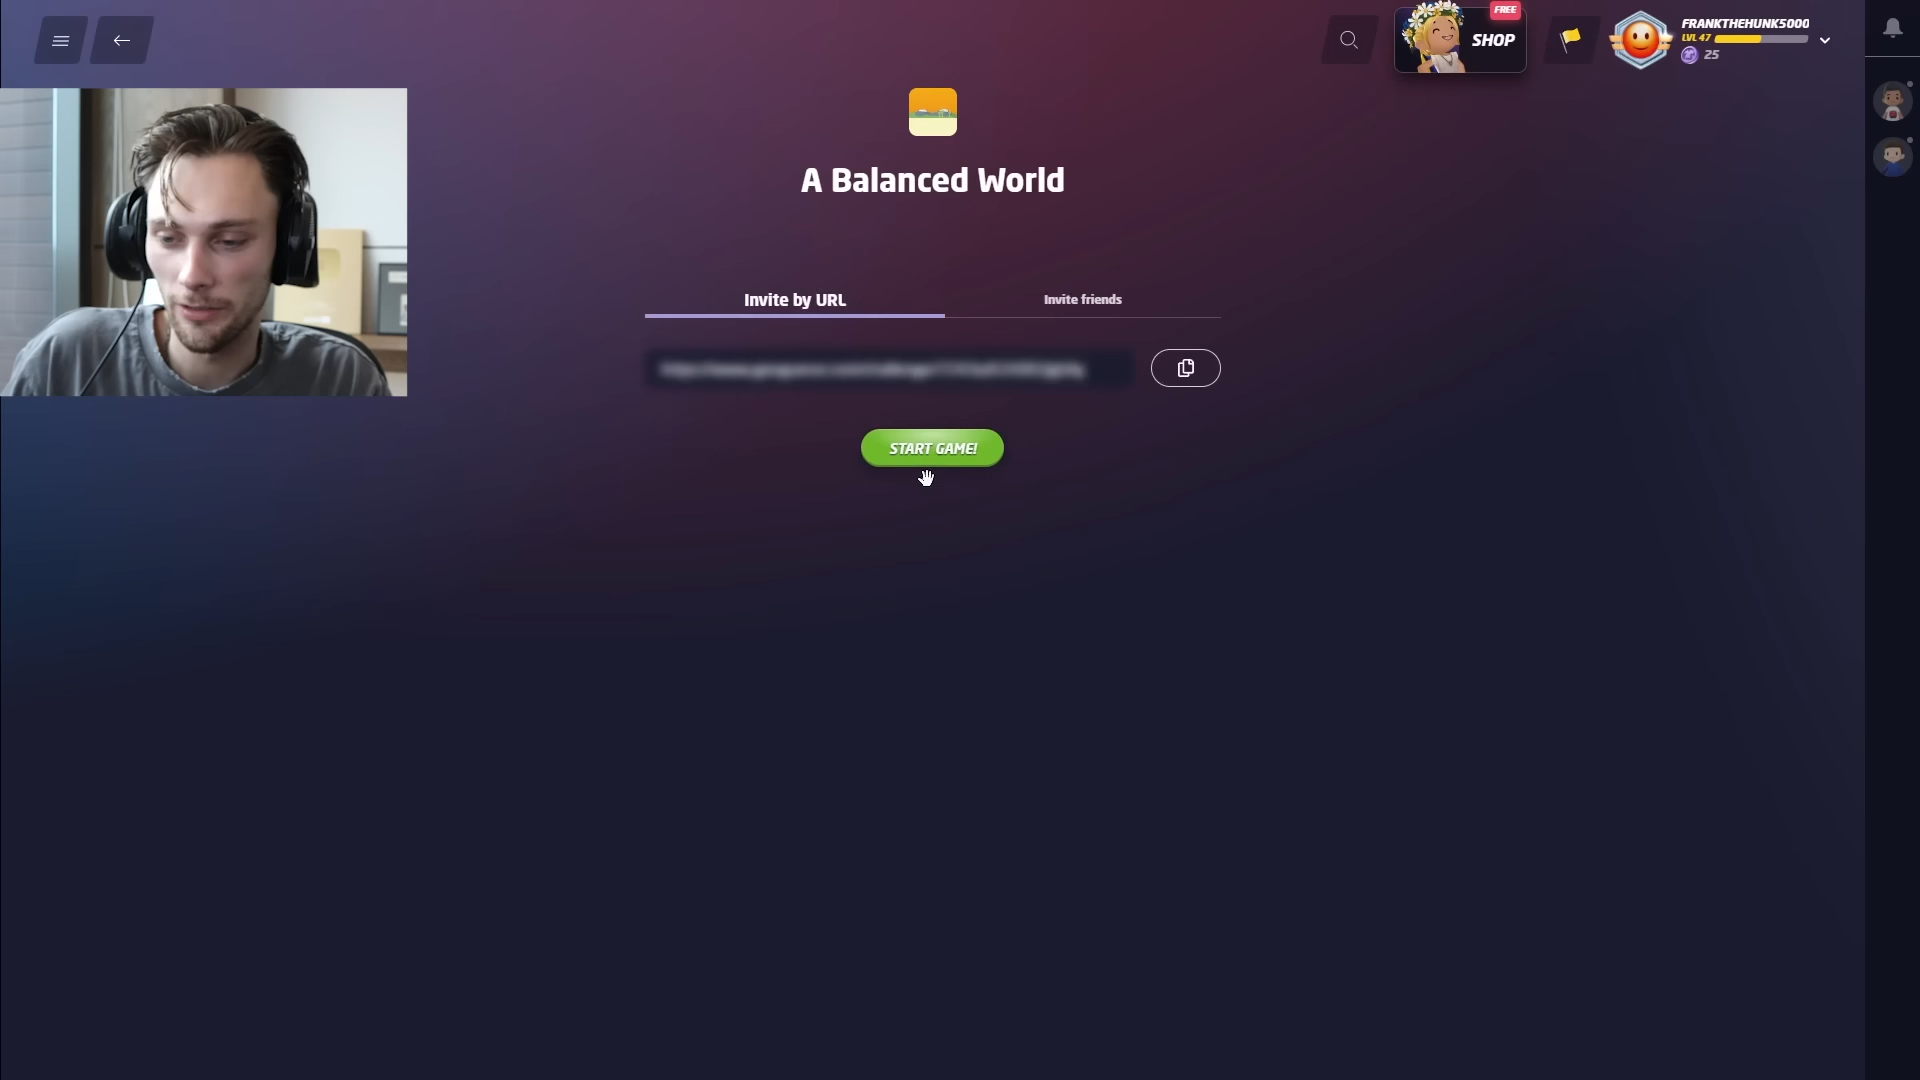 FREE
SHOP
FRANKTHEHUNK5000
LVL 47
25
A Balanced World
Invite by URL
Invite friends
START GAME!